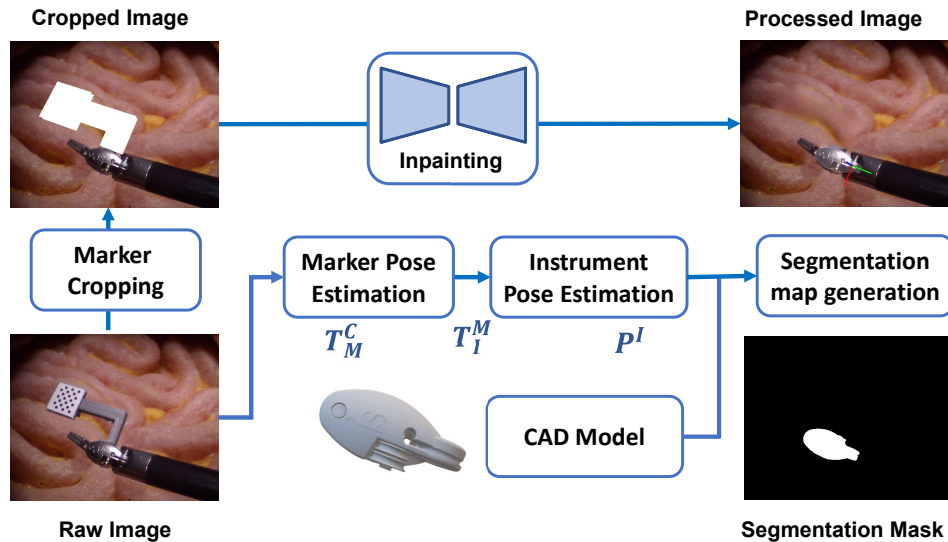 Cropped Image
Processed Image
Inpainting
Marker
Cropping
Marker Pose
Estimation
Instrument
Pose Estimation
Segmentation
map generation
T_M^C
T_I^M
P^I
CAD Model
Raw Image
Segmentation Mask